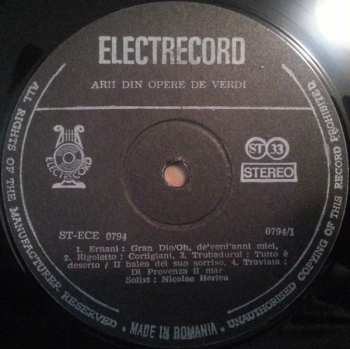 ELECTRECORD
ARII DIN OPERE DE VERDI
ELECTRECORD
ST 33
STEREO
ST-ECE 0794
0794/1
1. Ernani: Gran Dio/Oh, de'verd'anni miei,
2. Rigoletto: Cortigiani, 3. Trubadurul: Tutto è
deserto / Il balen del suo sorriso, 4. Traviata:
Di Provenza il mar
Solist: Nicolae Herlea
ALL RIGHTS OF THE MANUFACTURER RESERVED
MADE IN ROMANIA
UNAUTHORISED COPYING OF THIS RECORD PROHIBITED